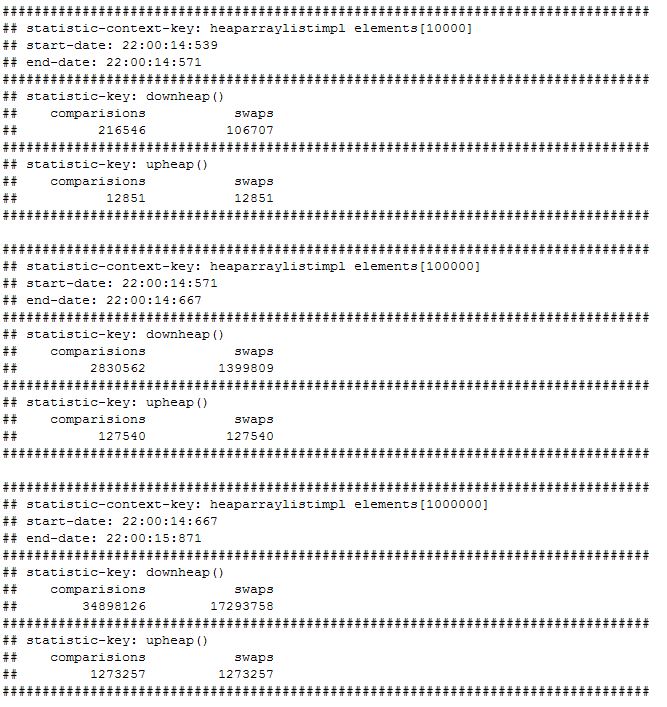 ################################################################################
## statistic-context-key: heaparraylistimpl elements[10000]
## start-date: 22:00:14:539
## end-date: 22:00:14:571
################################################################################
## statistic-key: downheap()
##    comparisions           swaps
##          216546          106707
################################################################################
## statistic-key: upheap()
##    comparisions           swaps
##           12851           12851
################################################################################

################################################################################
## statistic-context-key: heaparraylistimpl elements[100000]
## start-date: 22:00:14:571
## end-date: 22:00:14:667
################################################################################
## statistic-key: downheap()
##    comparisions           swaps
##         2830562         1399809
################################################################################
## statistic-key: upheap()
##    comparisions           swaps
##          127540          127540
################################################################################

################################################################################
## statistic-context-key: heaparraylistimpl elements[1000000]
## start-date: 22:00:14:667
## end-date: 22:00:15:871
################################################################################
## statistic-key: downheap()
##    comparisions           swaps
##        34898126        17293758
################################################################################
## statistic-key: upheap()
##    comparisions           swaps
##         1273257         1273257
################################################################################